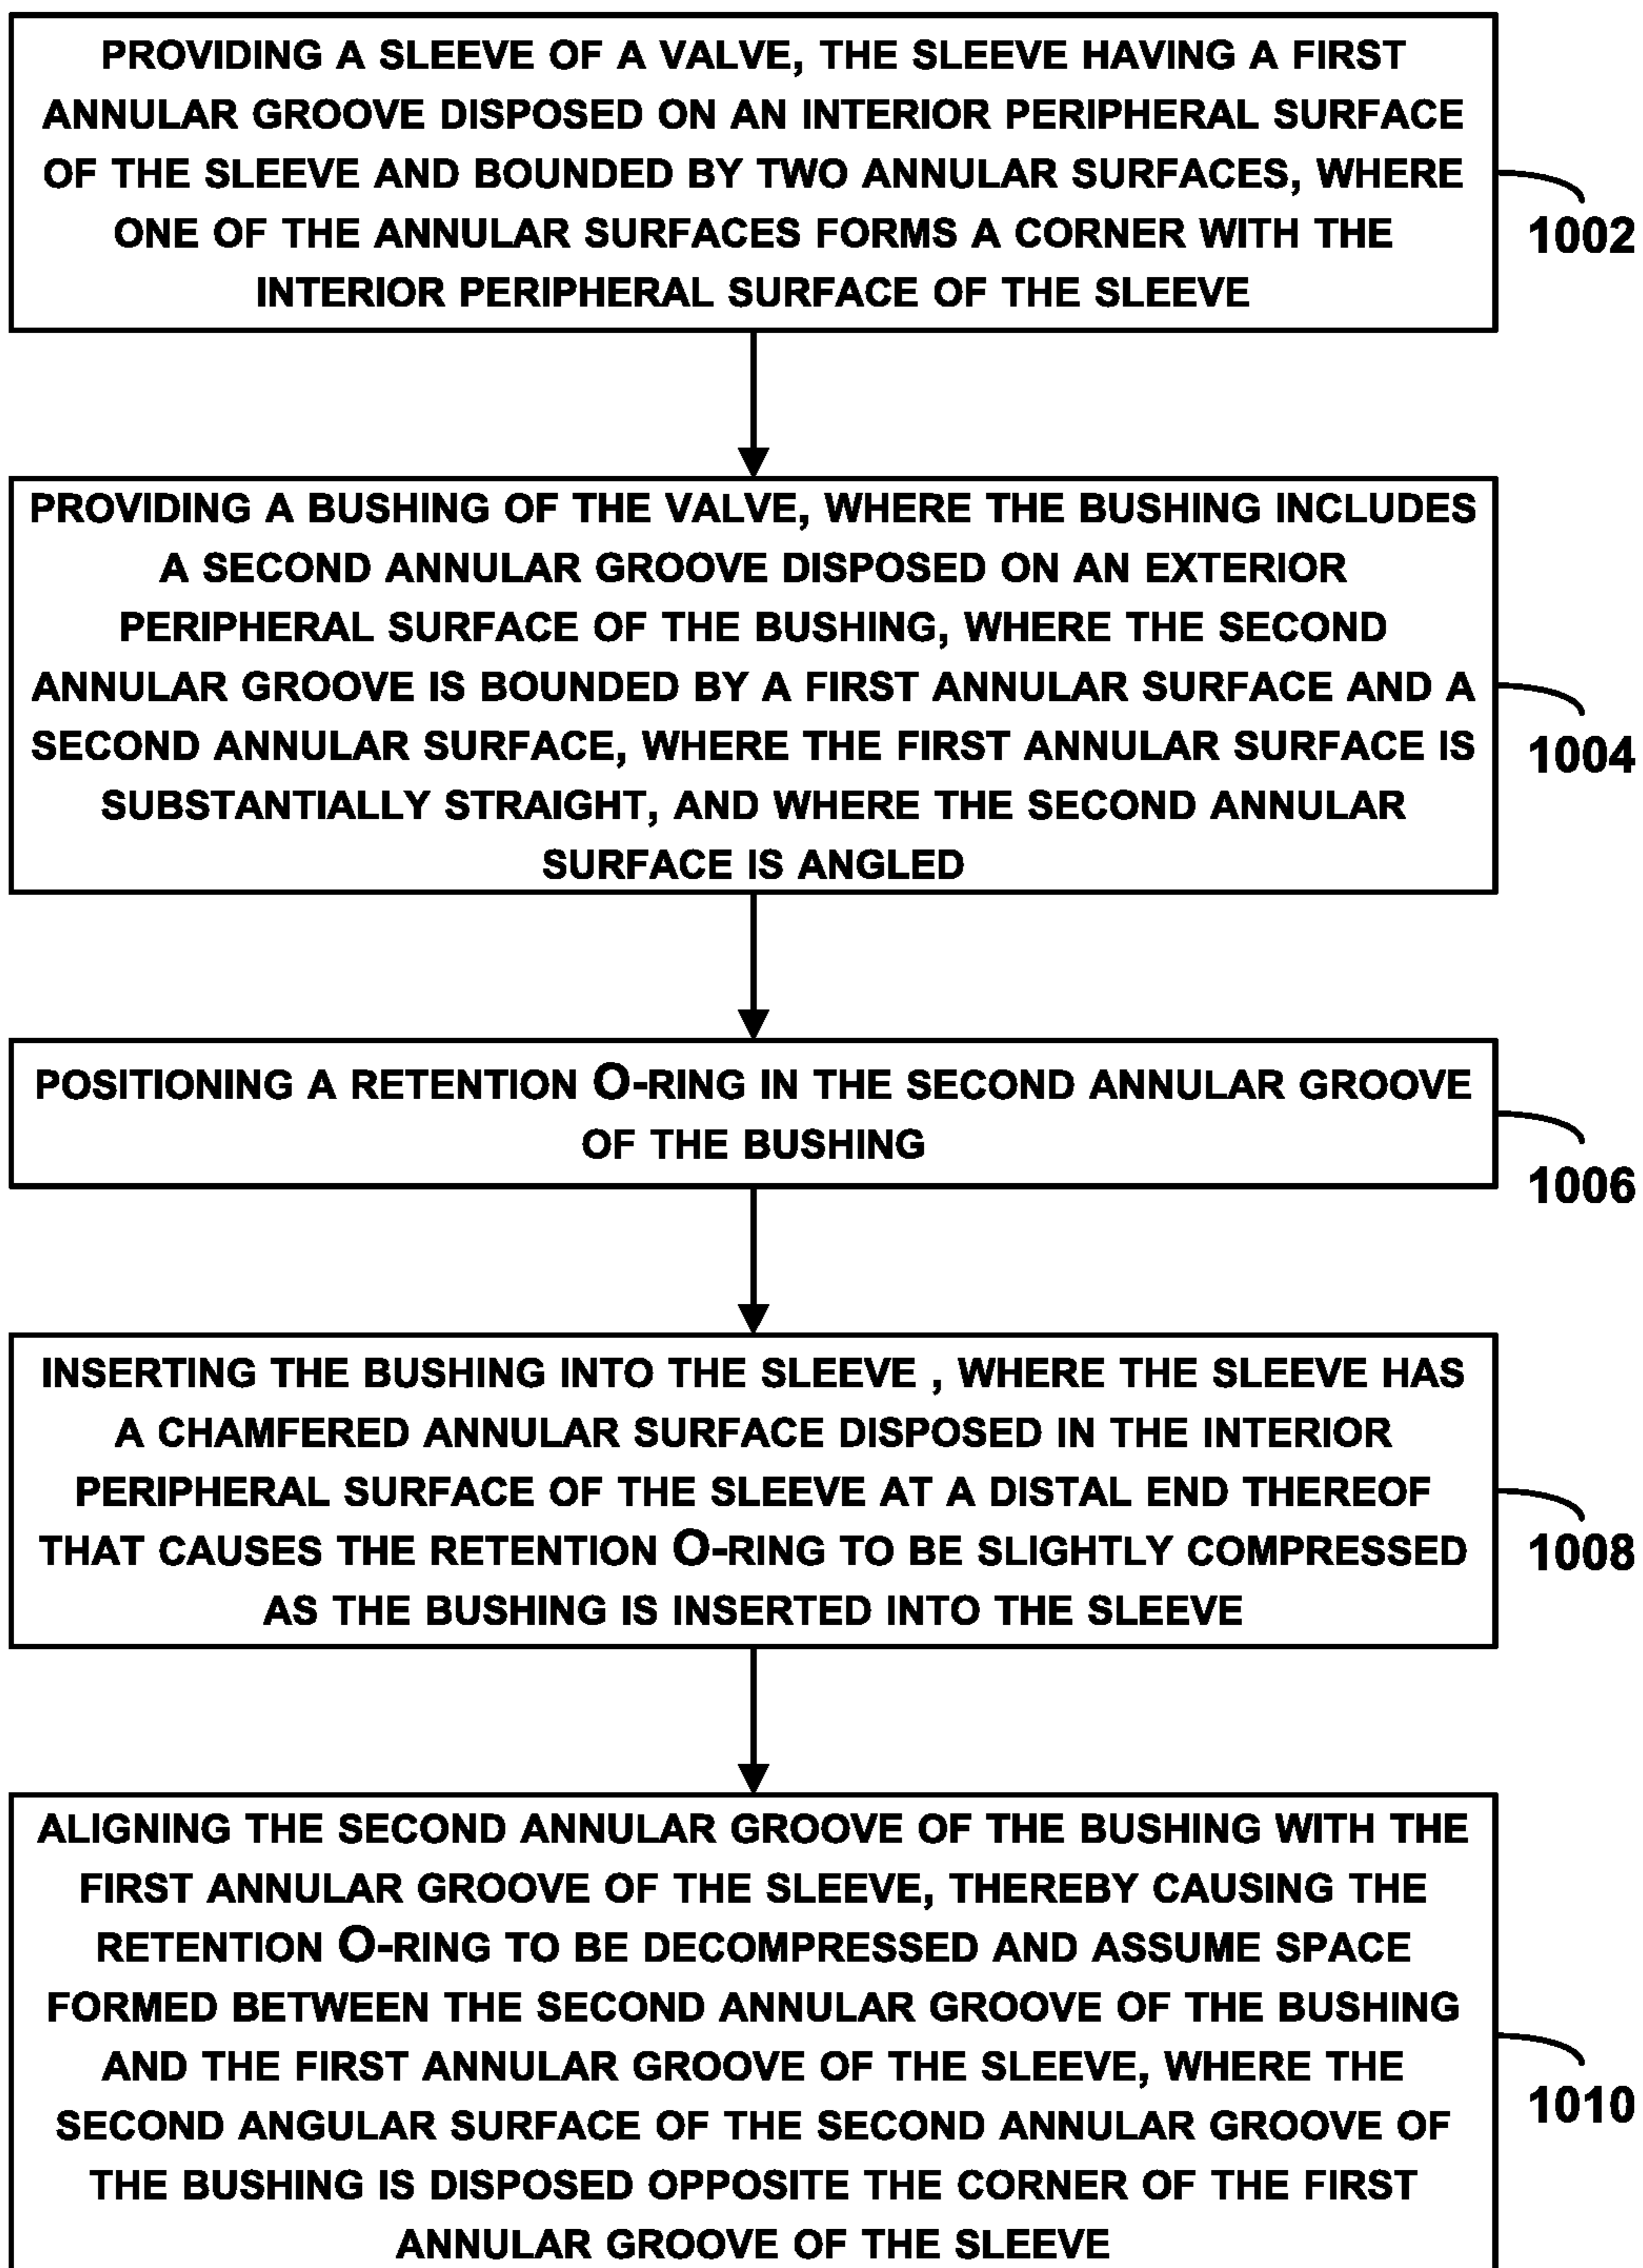 PROVIDING A SLEEVE OF A VALVE, THE SLEEVE HAVING A FIRST
ANNULAR GROOVE DISPOSED ON AN INTERIOR PERIPHERAL SURFACE
OF THE SLEEVE AND BOUNDED BY TWO ANNULAR SURFACES, WHERE
ONE OF THE ANNULAR SURFACES FORMS A CORNER WITH THE
INTERIOR PERIPHERAL SURFACE OF THE SLEEVE
1002
PROVIDING A BUSHING OF THE VALVE, WHERE THE BUSHING INCLUDES
A SECOND ANNULAR GROOVE DISPOSED ON AN EXTERIOR
PERIPHERAL SURFACE OF THE BUSHING, WHERE THE SECOND
ANNULAR GROOVE IS BOUNDED BY A FIRST ANNULAR SURFACE AND A
SECOND ANNULAR SURFACE, WHERE THE FIRST ANNULAR SURFACE IS
SUBSTANTIALLY STRAIGHT, AND WHERE THE SECOND ANNULAR
SURFACE IS ANGLED
1004
POSITIONING A RETENTION O-RING IN THE SECOND ANNULAR GROOVE
OF THE BUSHING
1006
INSERTING THE BUSHING INTO THE SLEEVE , WHERE THE SLEEVE HAS
A CHAMFERED ANNULAR SURFACE DISPOSED IN THE INTERIOR
PERIPHERAL SURFACE OF THE SLEEVE AT A DISTAL END THEREOF
THAT CAUSES THE RETENTION O-RING TO BE SLIGHTLY COMPRESSED
AS THE BUSHING IS INSERTED INTO THE SLEEVE
1008
ALIGNING THE SECOND ANNULAR GROOVE OF THE BUSHING WITH THE
FIRST ANNULAR GROOVE OF THE SLEEVE, THEREBY CAUSING THE
RETENTION O-RING TO BE DECOMPRESSED AND ASSUME SPACE
FORMED BETWEEN THE SECOND ANNULAR GROOVE OF THE BUSHING
AND THE FIRST ANNULAR GROOVE OF THE SLEEVE, WHERE THE
SECOND ANGULAR SURFACE OF THE SECOND ANNULAR GROOVE OF
THE BUSHING IS DISPOSED OPPOSITE THE CORNER OF THE FIRST
ANNULAR GROOVE OF THE SLEEVE
1010